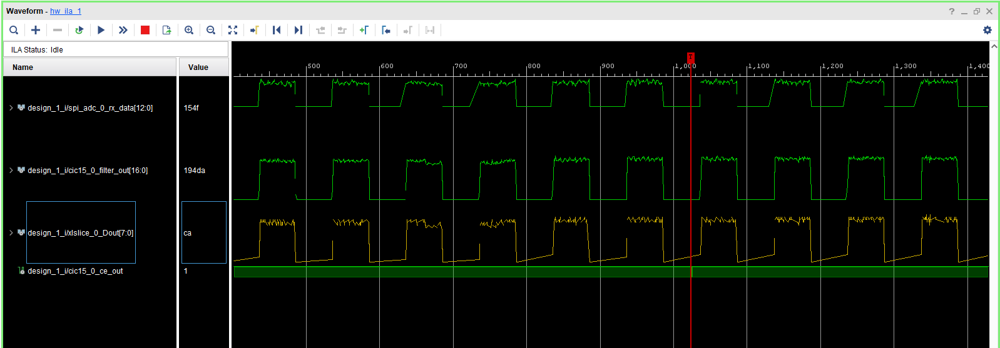 Waveform - hw_ila_1
ILA Status: Idle
Name Value
500 600 700 800 900 1,000 1,100 1,200 1,300 1,400
design_1_i/spi_adc_0_rx_data[12:0] 154f
design_1_i/cic15_0_filter_out[16:0] 194da
design_1_i/xlslice_0_Dout[7:0] ca
design_1_i/cic15_0_ce_out 1